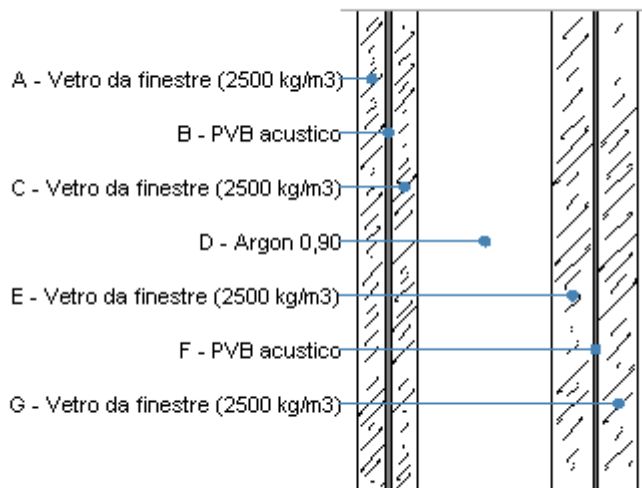 A - Vetro da finestre (2500 kg/m3)
B - PVB acustico
C - Vetro da finestre (2500 kg/m3)
D - Argon 0,90
E - Vetro da finestre (2500 kg/m3)
F - PVB acustico
G - Vetro da finestre (2500 kg/m3)